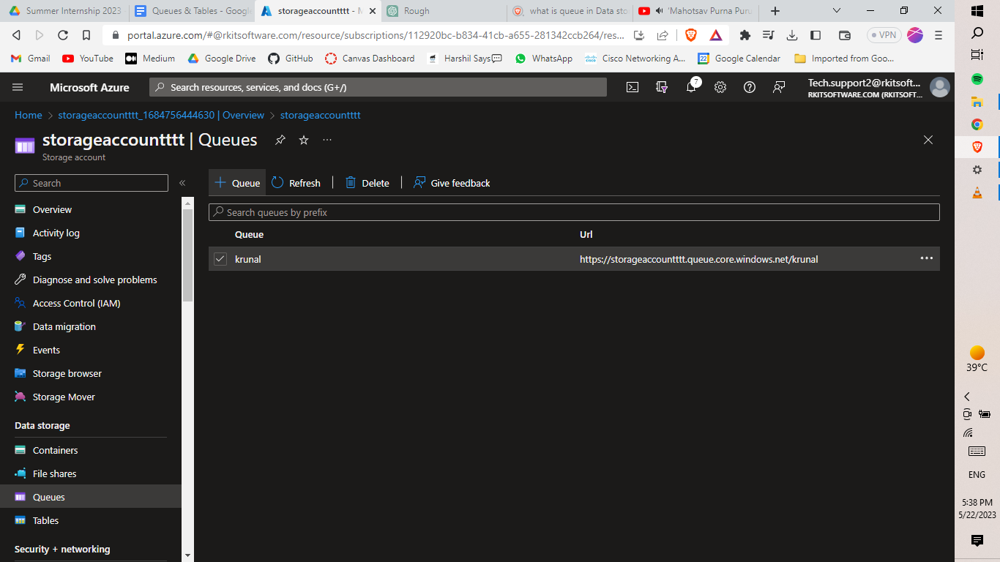 Summer Internship 2023
Queues & Tables - Google
storageaccountttt - M
Rough
what is queue in Data sto
'Mahotsav Purna Puru
portal.azure.com/#@rkitsoftware.com/resource/subscriptions/112920bc-b834-41cb-a655-281342ccb264/res...
VPN
Gmail
YouTube
Medium
Google Drive
GitHub
Canvas Dashboard
Harshil Says💬
WhatsApp
Cisco Networking A...
Google Calendar
Imported from Goo...
Microsoft Azure
Search resources, services, and docs (G+/)
7
Tech.support2@rkitsoft...
RKITSOFTWARE.COM (RKITSOFT...
Home > storageaccountttt_1684756444630 | Overview > storageaccountttt
storageaccountttt | Queues
...
Storage account
Search
«
Overview
Activity log
Tags
Diagnose and solve problems
Access Control (IAM)
Data migration
Events
Storage browser
Storage Mover
Data storage
Containers
File shares
Queues
Tables
Security + networking
+ Queue
Refresh
Delete
Give feedback
Search queues by prefix
Queue
Url
krunal
https://storageaccountttt.queue.core.windows.net/krunal
...
39°C
ENG
5:38 PM
5/22/2023